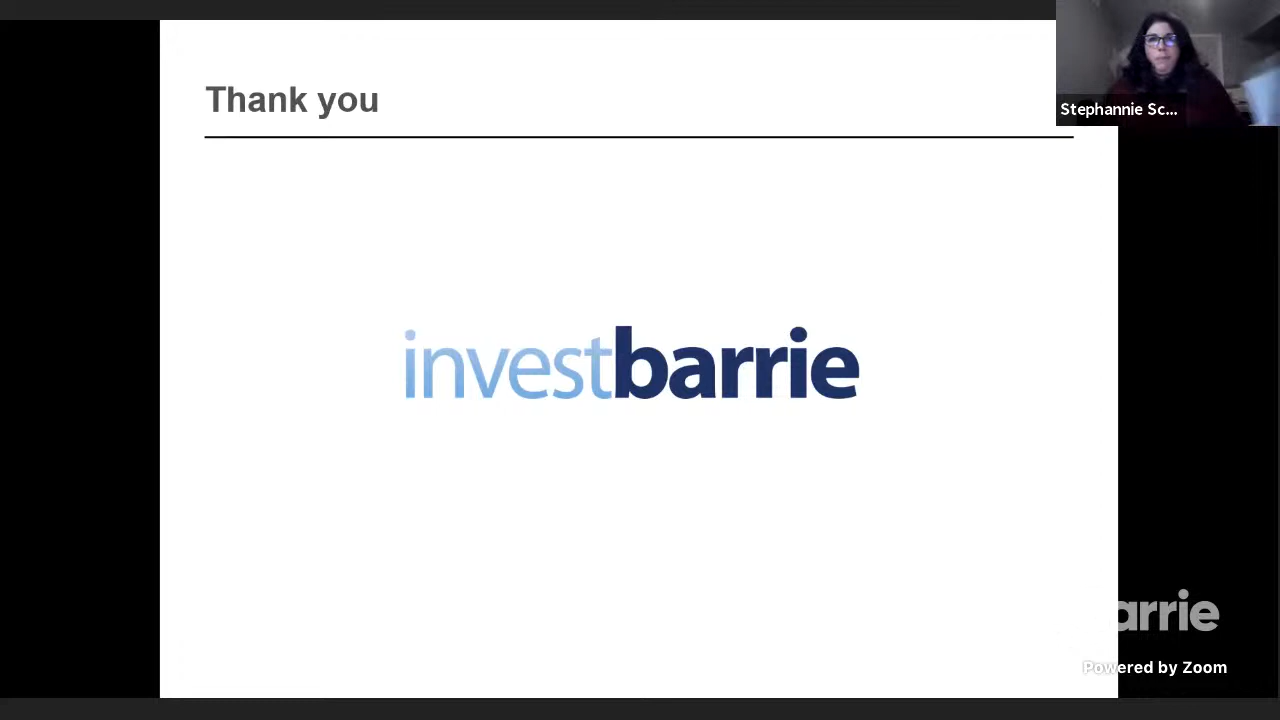 Thank you
Stephannie Sc...
investbarrie
arrie
Powered by Zoom